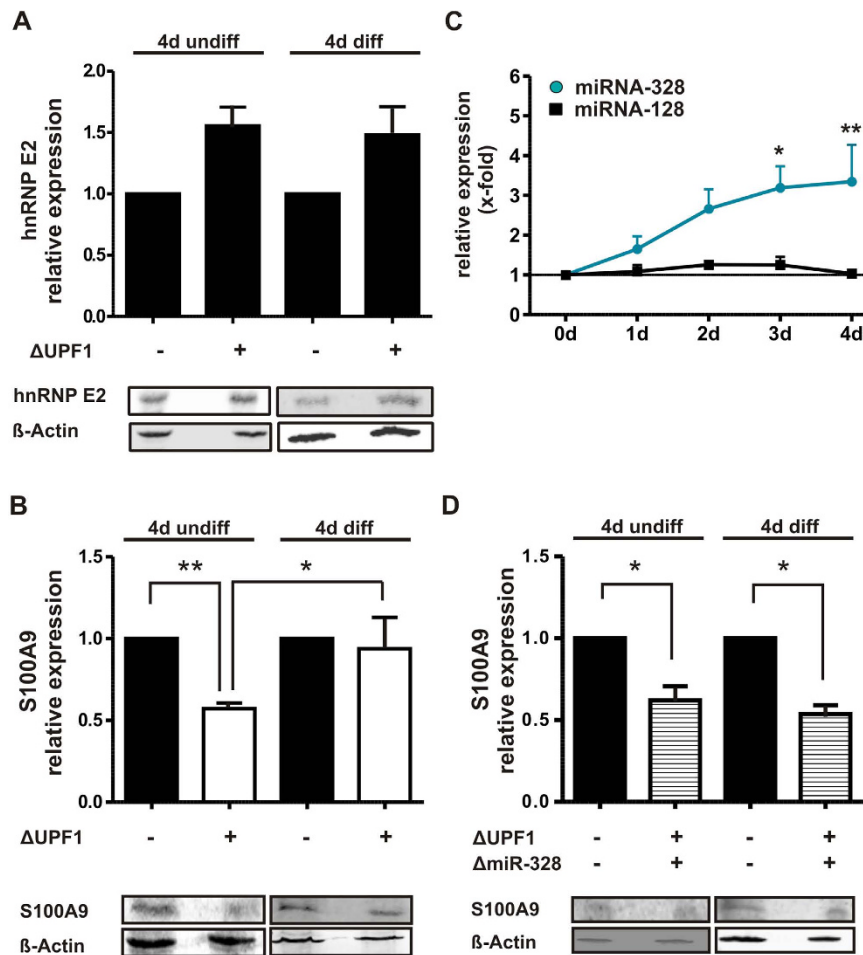 A
4d undiff 4d diff
hnRNP E2
relative expression
2.0
1.5
1.0
0.5
0.0
ΔUPF1 - + - +
hnRNP E2
ß-Actin
C
miRNA-328
miRNA-128
relative expression
(x-fold)
6
5
4
3
2
1
0
* **
0d 1d 2d 3d 4d
B
4d undiff 4d diff
S100A9
relative expression
1.5
1.0
0.5
0.0
** *
ΔUPF1 - + - +
S100A9
ß-Actin
D
4d undiff 4d diff
S100A9
relative expression
1.5
1.0
0.5
0.0
* *
ΔUPF1 - + - +
ΔmiR-328 - + - +
S100A9
ß-Actin